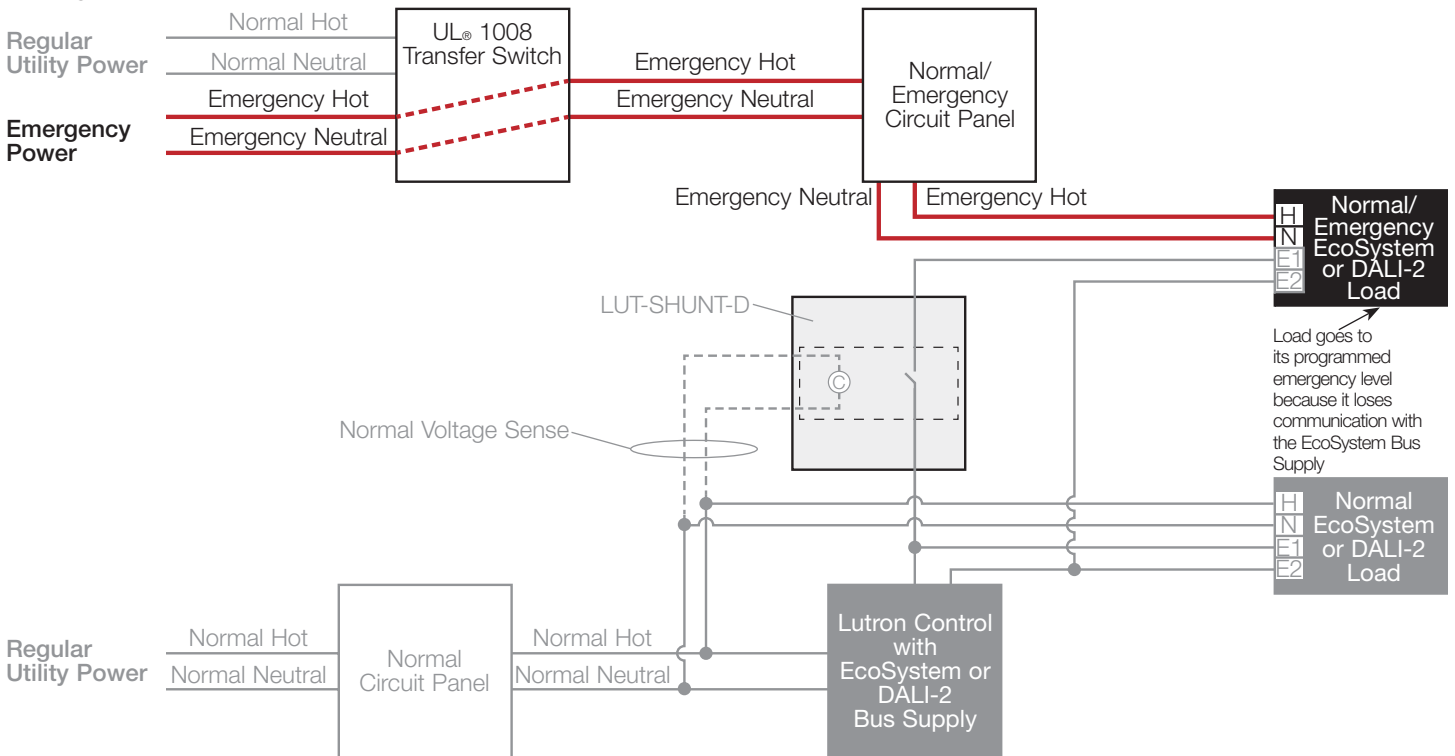 Regular
Utility Power
Normal Hot
Normal Neutral
Emergency
Power
Emergency Hot
Emergency Neutral
UL® 1008
Transfer Switch
Emergency Hot
Emergency Neutral
Normal/
Emergency
Circuit Panel
Emergency Neutral
Emergency Hot
H
N
E1
E2
Normal/
Emergency
EcoSystem
or DALI-2
Load
Load goes to
its programmed
emergency level
because it loses
communication with
the EcoSystem Bus
Supply
LUT-SHUNT-D
C
Normal Voltage Sense
H
N
E1
E2
Normal
EcoSystem
or DALI-2
Load
Regular
Utility Power
Normal Hot
Normal Neutral
Normal
Circuit Panel
Normal Hot
Normal Neutral
Lutron Control
with
EcoSystem or
DALI-2
Bus Supply